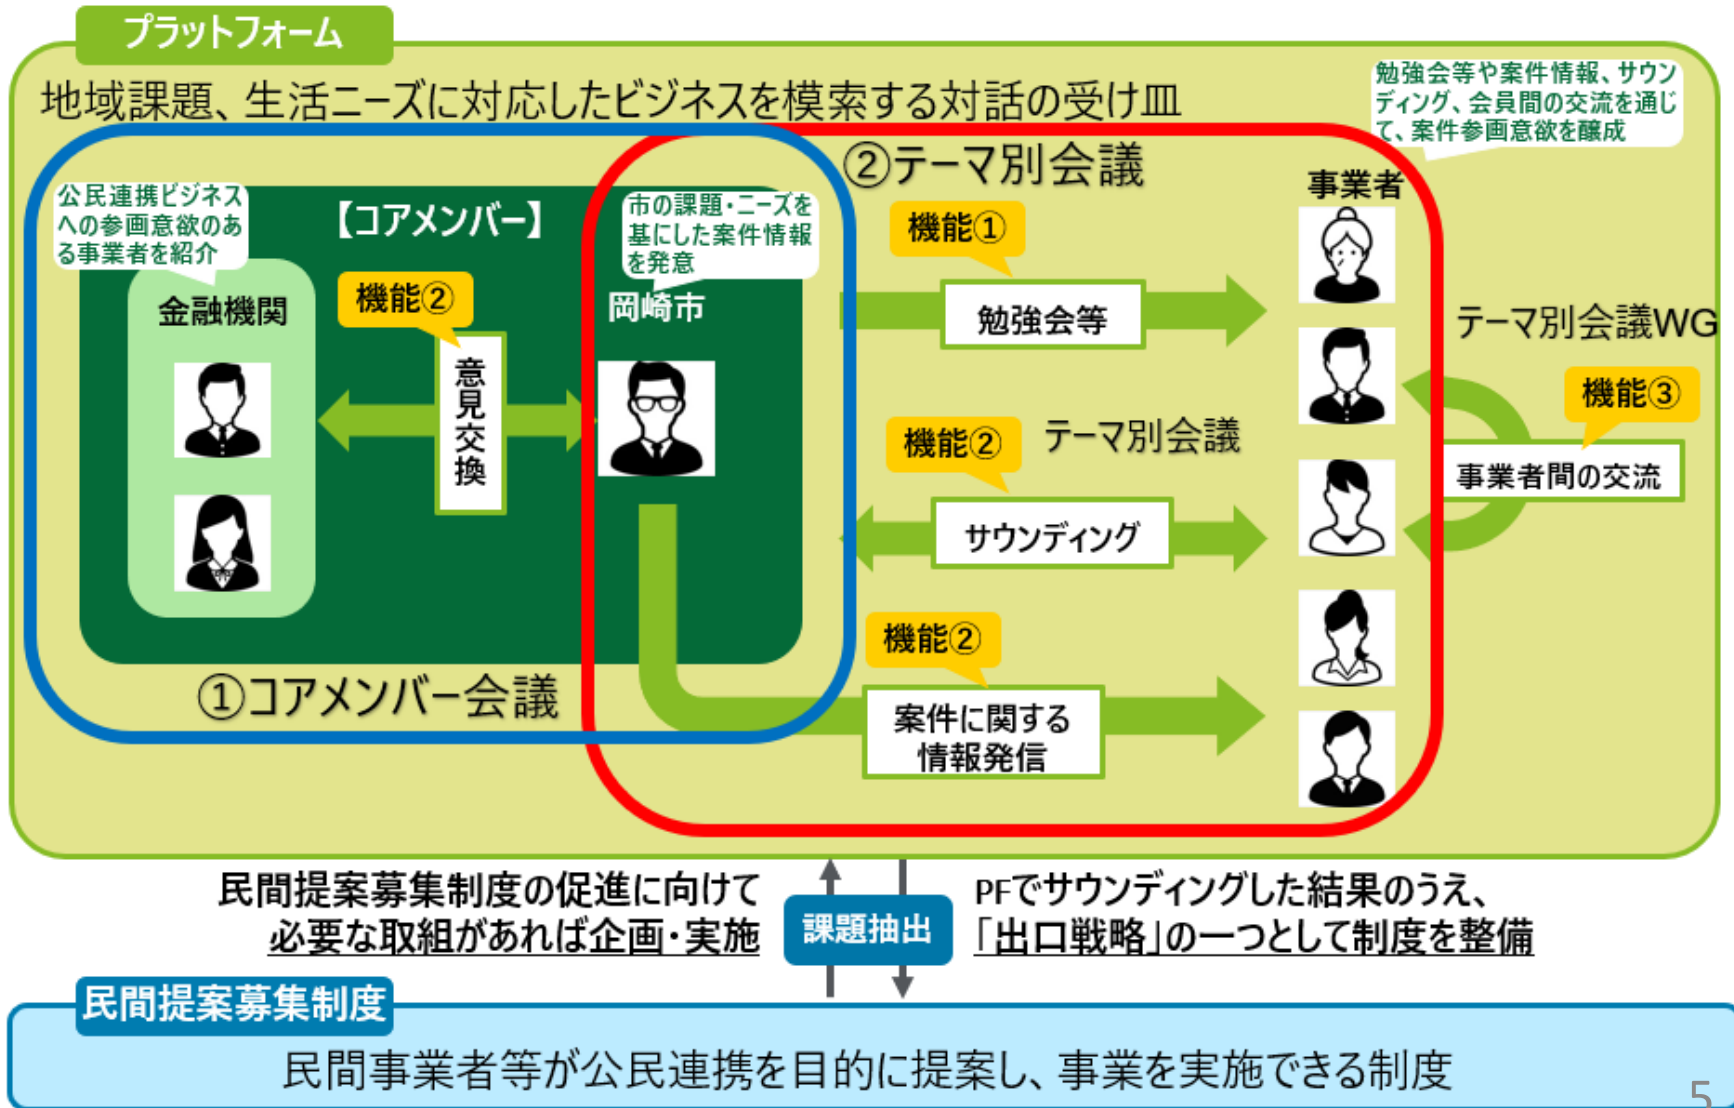 プラットフォーム
地域課題、生活ニーズに対応したビジネスを模索する対話の受け皿
勉強会等や案件情報、サウン
ディング、会員間の交流を通じ
て、案件参画意欲を醸成
②テーマ別会議
事業者
公民連携ビジネス
への参画意欲のあ
る事業者を紹介
【コアメンバー】
市の課題・ニーズを
基にした案件情報
を発意
機能①
金融機関
機能②
岡崎市
勉強会等
テーマ別会議WG
意見交換
機能③
機能②
テーマ別会議
事業者間の交流
サウンディング
機能②
①コアメンバー会議
案件に関する
情報発信
民間提案募集制度の促進に向けて
必要な取組があれば企画・実施
課題抽出
PFでサウンディングした結果のうえ、
「出口戦略」の一つとして制度を整備
民間提案募集制度
民間事業者等が公民連携を目的に提案し、事業を実施できる制度
5